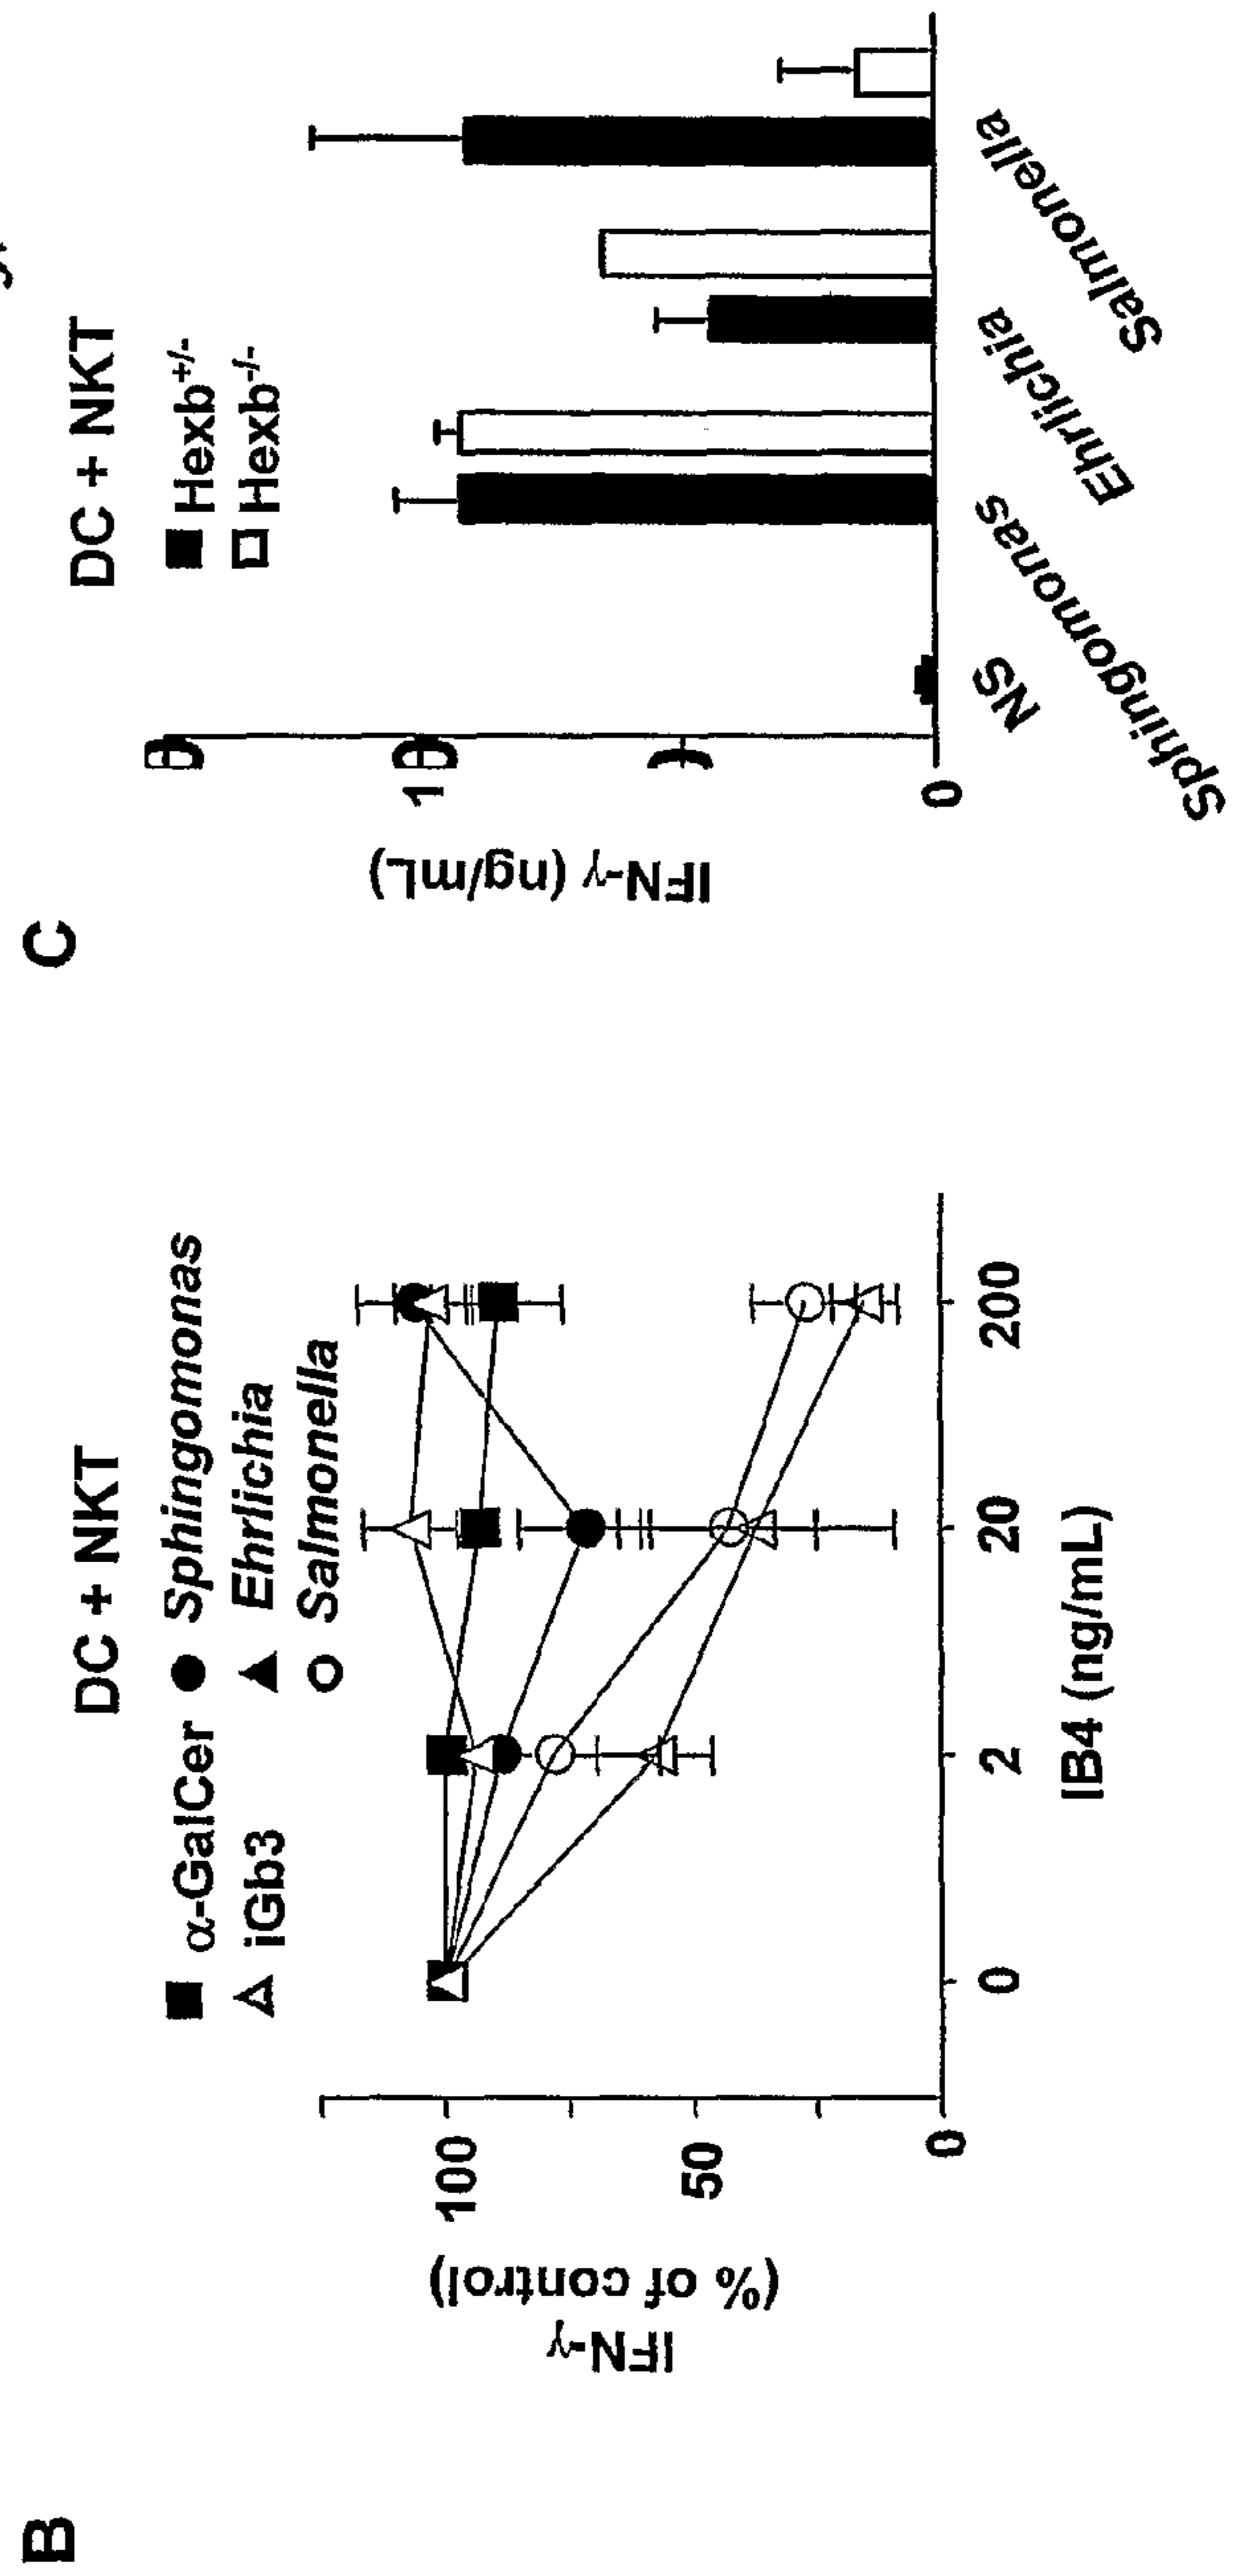 B
DC + NKT
■ α-GalCer ● Sphingomonas
△ iGb3 ▲ Ehrlichia
○ Salmonella
IFN-γ
(% of control)
100
50
0
0 2 20 200
IB4 (ng/mL)
C
DC + NKT
■ Hexb+/-
□ Hexb-/-
IFN-γ (ng/mL)
0
NS
Sphingomonas
Ehrlichia
Salmonella